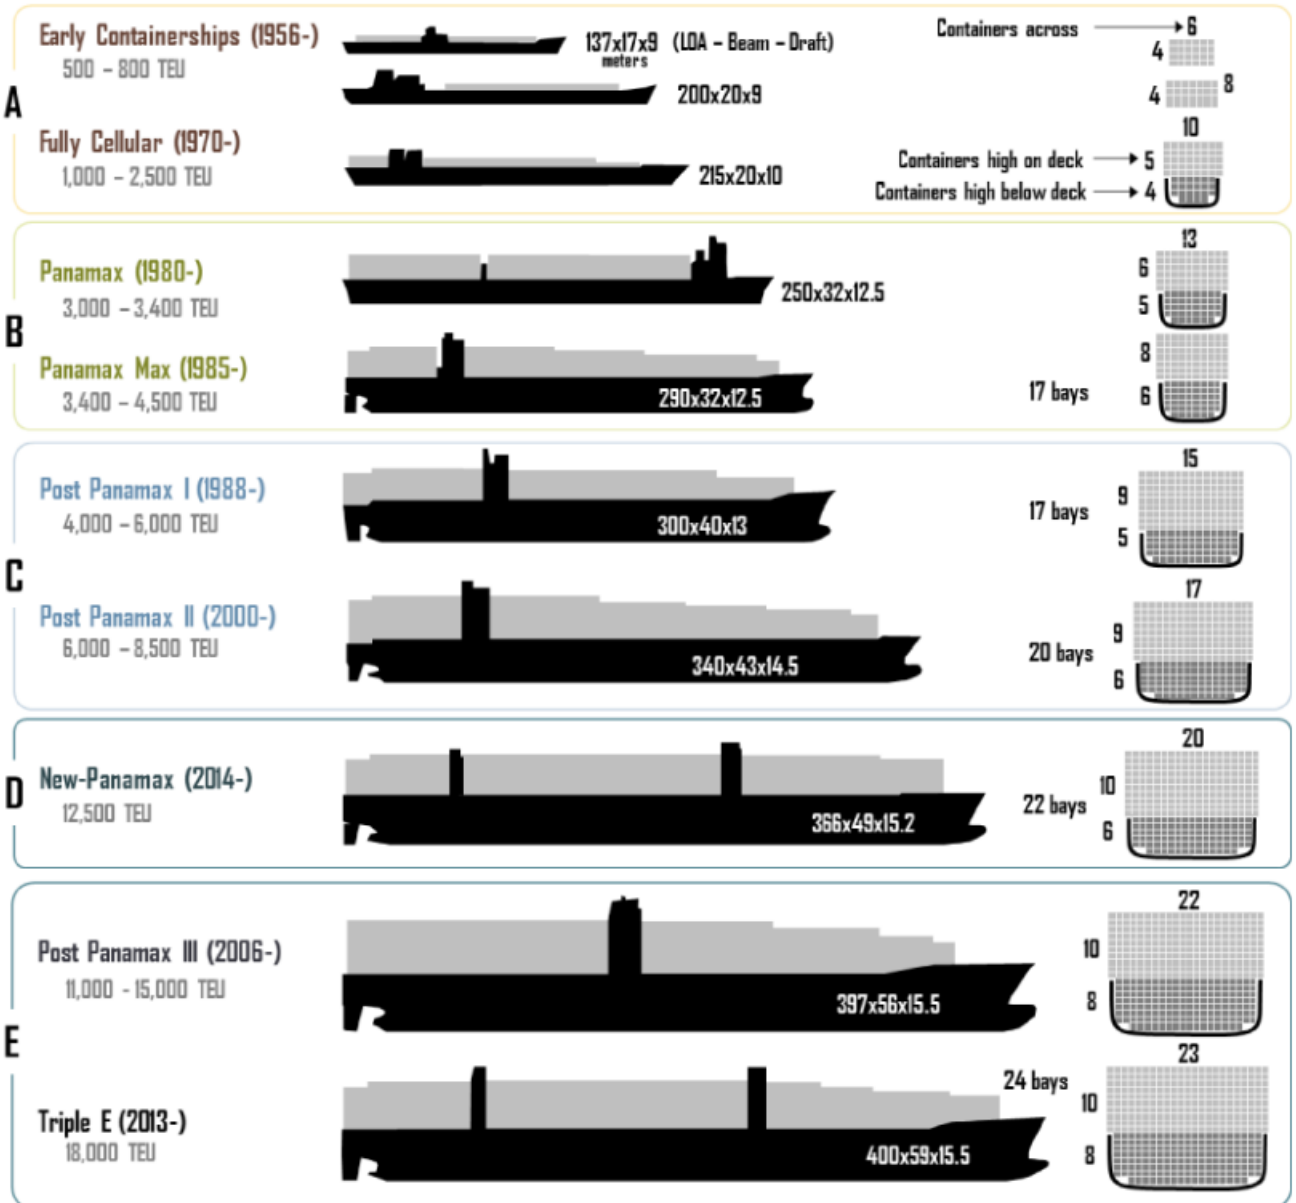 A
Early Containerships (1956-)
500 – 800 TEU
137x17x9 (LOA – Beam – Draft)
meters
200x20x9
Containers across
6
4
4
8
Fully Cellular (1970-)
1,000 – 2,500 TEU
215x20x10
10
Containers high on deck
5
Containers high below deck
4
B
Panamax (1980-)
3,000 – 3,400 TEU
250x32x12.5
13
6
5
Panamax Max (1985-)
3,400 – 4,500 TEU
290x32x12.5
17 bays
8
6
C
Post Panamax I (1988-)
4,000 – 6,000 TEU
300x40x13
17 bays
15
9
5
Post Panamax II (2000-)
6,000 – 8,500 TEU
340x43x14.5
20 bays
17
9
6
D
New-Panamax (2014-)
12,500 TEU
366x49x15.2
22 bays
20
10
6
E
Post Panamax III (2006-)
11,000 - 15,000 TEU
397x56x15.5
22
10
8
Triple E (2013-)
18,000 TEU
400x59x15.5
24 bays
23
10
8